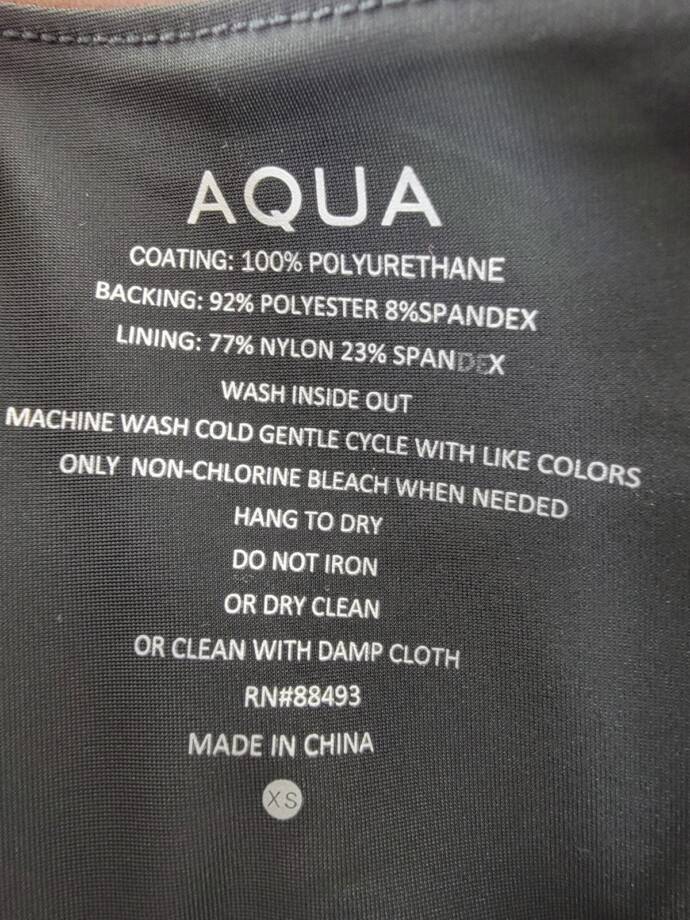 AQUA
COATING: 100% POLYURETHANE
BACKING: 92% POLYESTER 8%SPANDEX
LINING: 77% NYLON 23% SPANDEX
WASH INSIDE OUT
MACHINE WASH COLD GENTLE CYCLE WITH LIKE COLORS
ONLY NON-CHLORINE BLEACH WHEN NEEDED
HANG TO DRY
DO NOT IRON
OR DRY CLEAN
OR CLEAN WITH DAMP CLOTH
RN#88493
MADE IN CHINA
XS